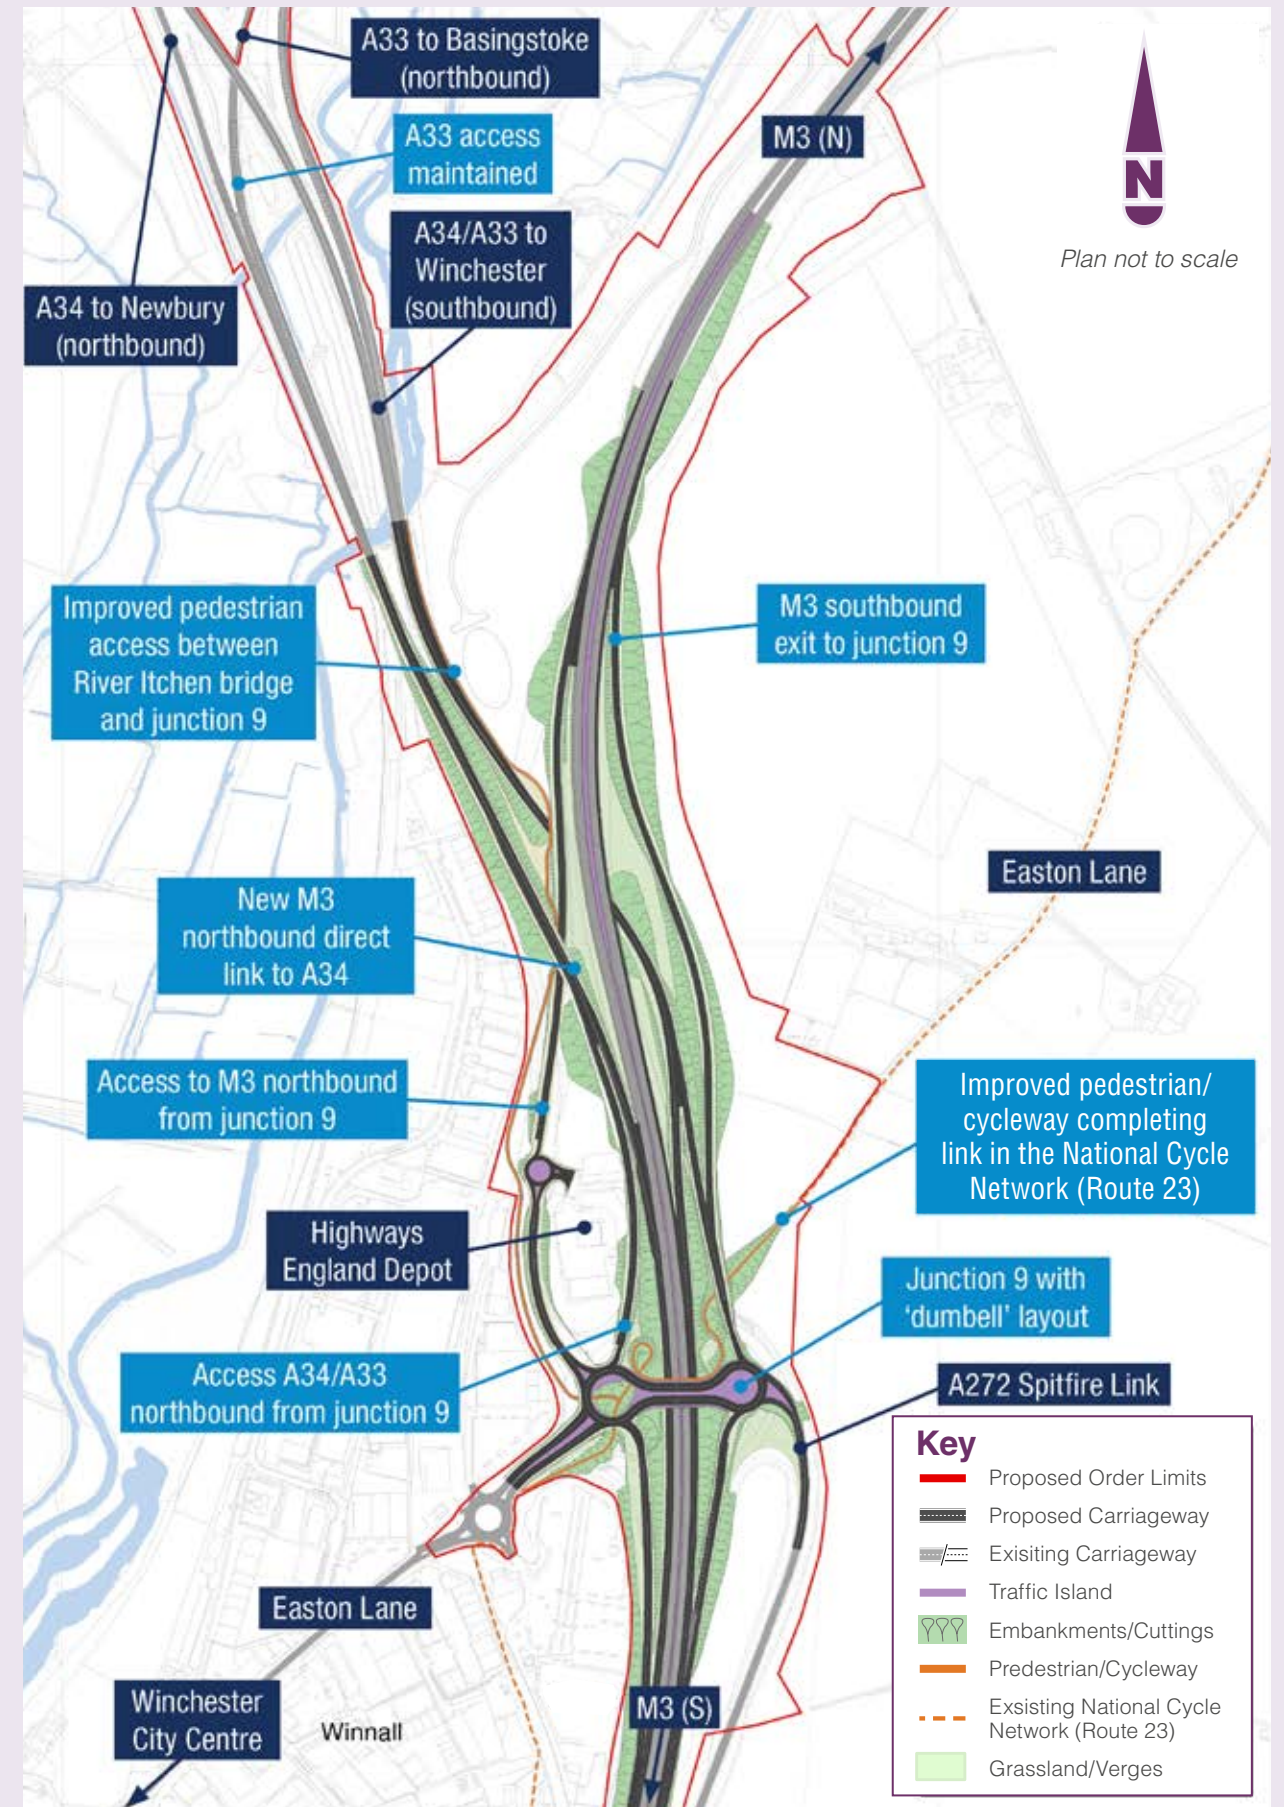 A33 to Basingstoke
(northbound)
M3 (N)
A33 access
maintained
N
Plan not to scale
A34/A33 to
Winchester
(southbound)
A34 to Newbury
(northbound)
Improved pedestrian
access between
River Itchen bridge
and junction 9
M3 southbound
exit to junction 9
Easton Lane
New M3
northbound direct
link to A34
Access to M3 northbound
from junction 9
Improved pedestrian/
cycleway completing
link in the National Cycle
Network (Route 23)
Highways
England Depot
Junction 9 with
‘dumbell’ layout
Access A34/A33
northbound from junction 9
A272 Spitfire Link
Easton Lane
Winchester
City Centre
Winnall
M3 (S)
Key
Proposed Order Limits
Proposed Carriageway
Exisiting Carriageway
Traffic Island
Embankments/Cuttings
Predestrian/Cycleway
Exsisting National Cycle
Network (Route 23)
Grassland/Verges